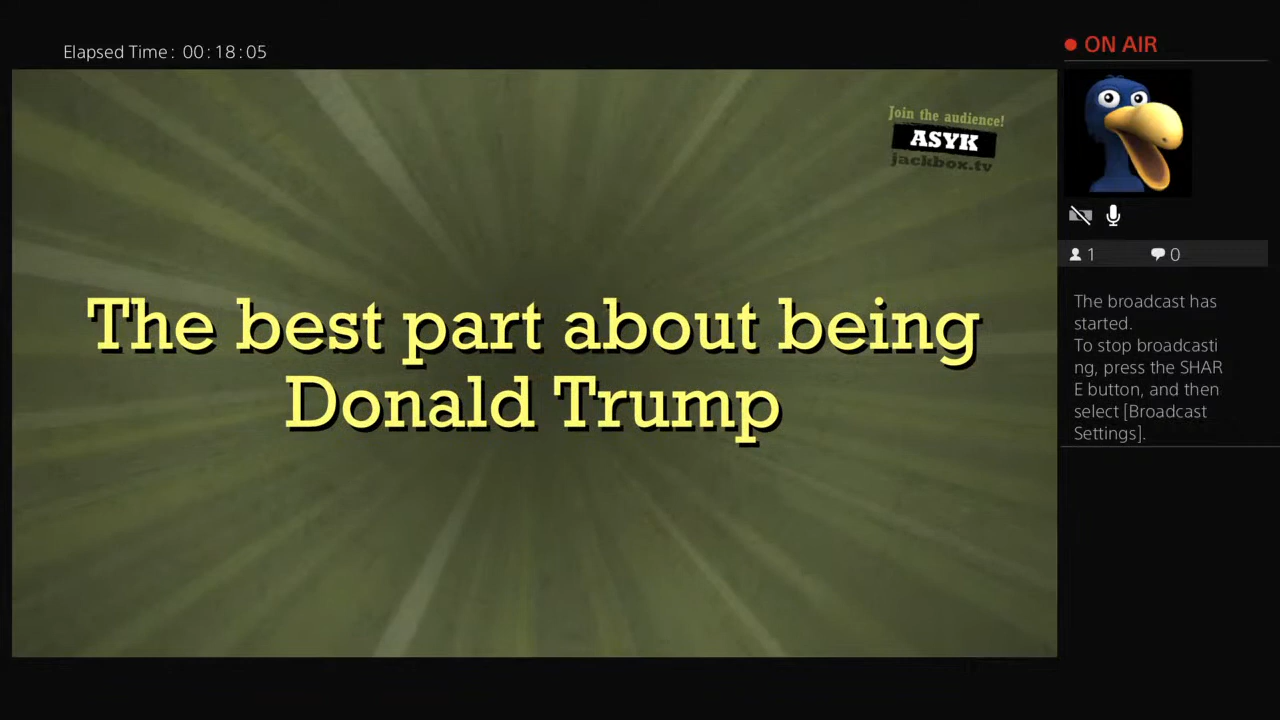 Elapsed Time: 00:18:05
ON AIR
Join the audience!
ASYK
jackbox.tv
The best part about being
Donald Trump
1
0
The broadcast has
started.
To stop broadcasti
ng, press the SHAR
E button, and then
select [Broadcast
Settings].